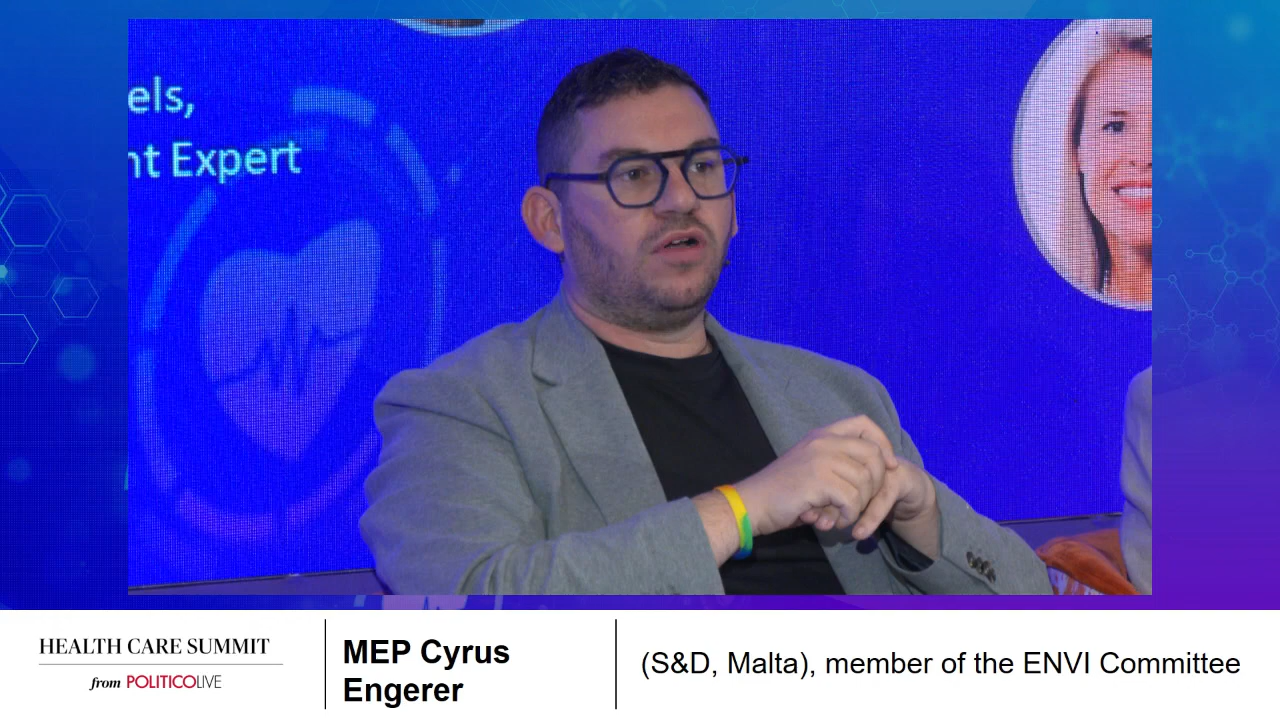 els,
nt Expert
HEALTH CARE SUMMIT
from POLITICOLIVE
MEP Cyrus
Engerer
(S&D, Malta), member of the ENVI Committee